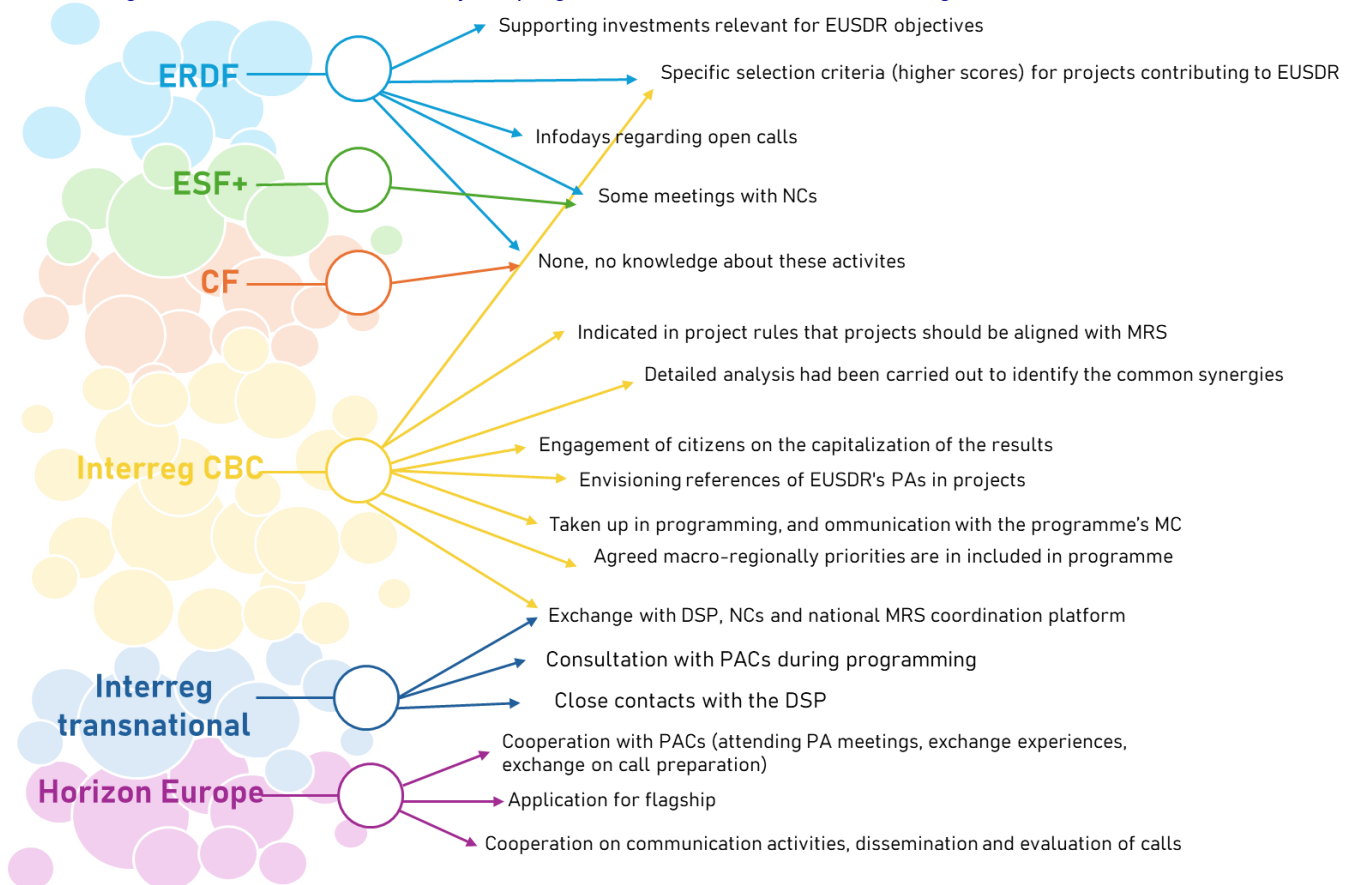 Supporting investments relevant for EUSDR objectives
ERDF
Specific selection criteria (higher scores) for projects contributing to EUSDR
Infodays regarding open calls
ESF+
Some meetings with NCs
None, no knowledge about these activites
CF
Indicated in project rules that projects should be aligned with MRS
Detailed analysis had been carried out to identify the common synergies
Engagement of citizens on the capitalization of the results
Interreg CBC
Envisioning references of EUSDR's PAs in projects
Taken up in programming, and ommunication with the programme’s MC
Agreed macro-regionally priorities are in included in programme
Exchange with DSP, NCs and national MRS coordination platform
Consultation with PACs during programming
Interreg
transnational
Close contacts with the DSP
Cooperation with PACs (attending PA meetings, exchange experiences,
exchange on call preparation)
Horizon Europe
Application for flagship
Cooperation on communication activities, dissemination and evaluation of calls